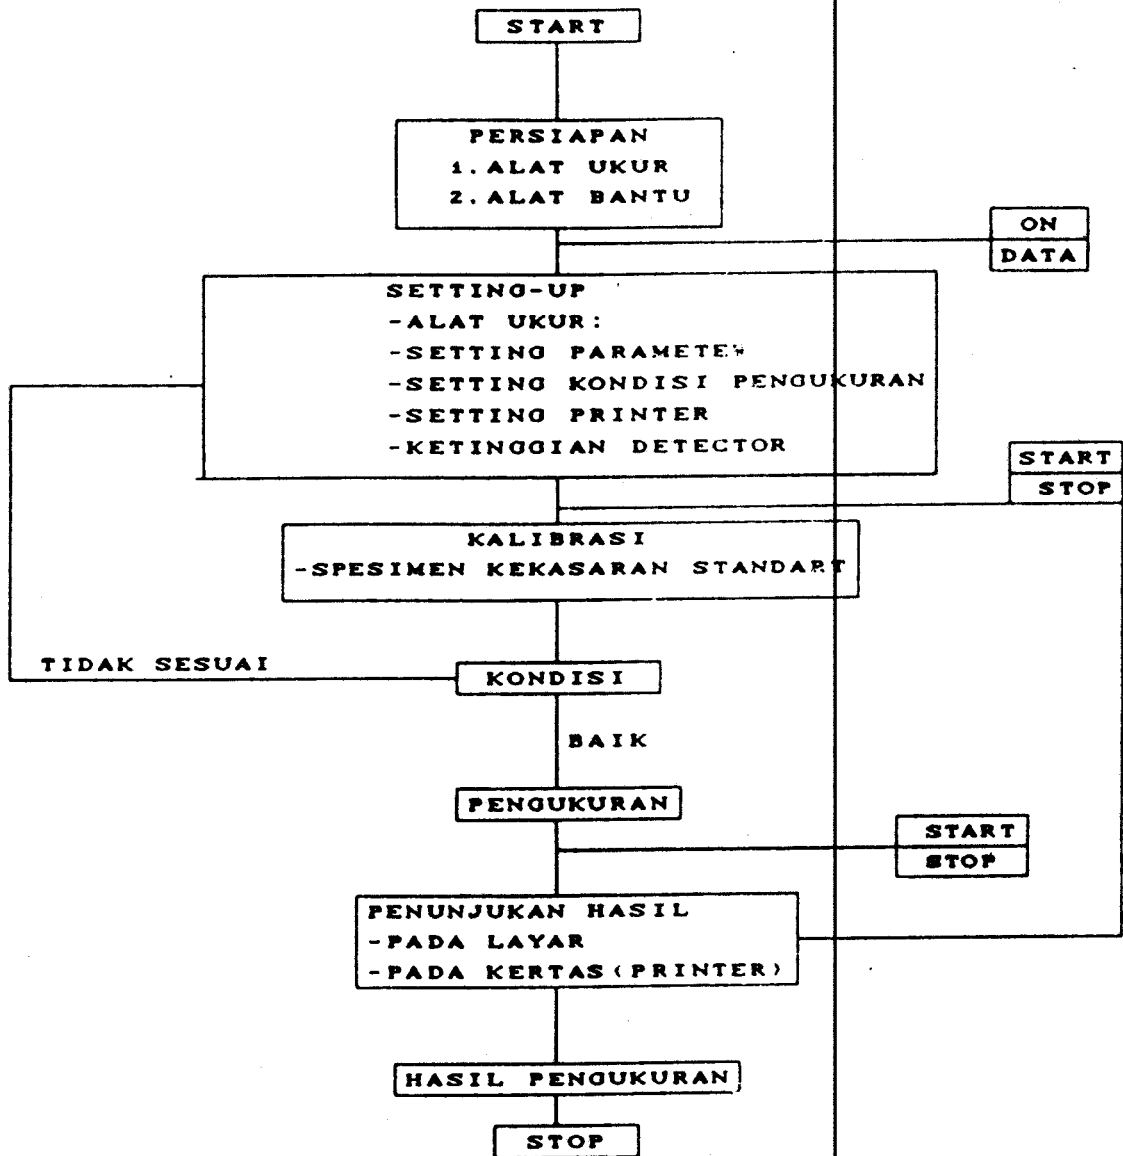 START
PERSIAPAN
1. ALAT UKUR
2. ALAT BANTU
ON
DATA
SETTING-UP
-ALAT UKUR:
-SETTING PARAMETER
-SETTING KONDISI PENGUKURAN
-SETTING PRINTER
-KETINGGIAN DETECTOR
START
STOP
KALIBRASI
-SPESIMEN KEKASARAN STANDART
TIDAK SESUAI
KONDISI
BAIK
PENGUKURAN
START
STOP
PENUNJUKAN HASIL
-PADA LAYAR
-PADA KERTAS(PRINTER)
HASIL PENGUKURAN
STOP